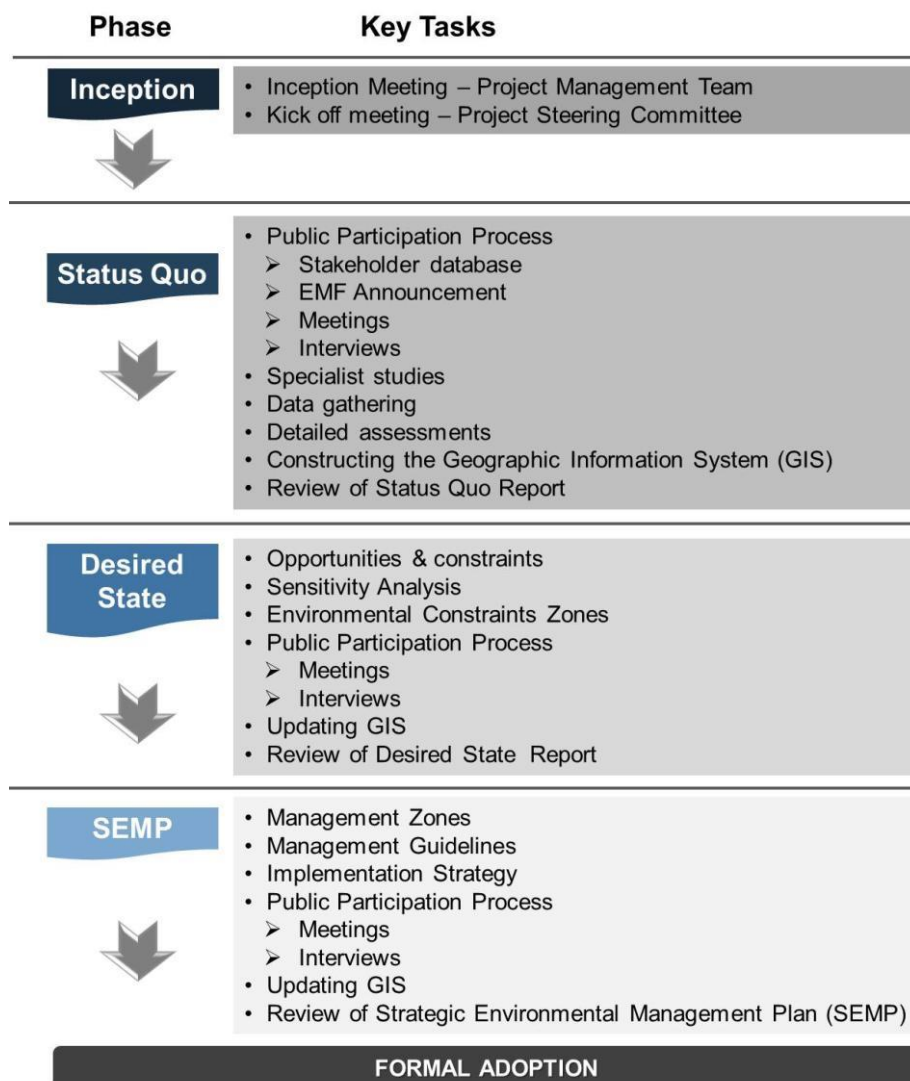 Phase Key Tasks
Inception
• Inception Meeting – Project Management Team
• Kick off meeting – Project Steering Committee
Status Quo
• Public Participation Process
➢ Stakeholder database
➢ EMF Announcement
➢ Meetings
➢ Interviews
• Specialist studies
• Data gathering
• Detailed assessments
• Constructing the Geographic Information System (GIS)
• Review of Status Quo Report
Desired
State
• Opportunities & constraints
• Sensitivity Analysis
• Environmental Constraints Zones
• Public Participation Process
➢ Meetings
➢ Interviews
• Updating GIS
• Review of Desired State Report
SEMP
• Management Zones
• Management Guidelines
• Implementation Strategy
• Public Participation Process
➢ Meetings
➢ Interviews
• Updating GIS
• Review of Strategic Environmental Management Plan (SEMP)
FORMAL ADOPTION